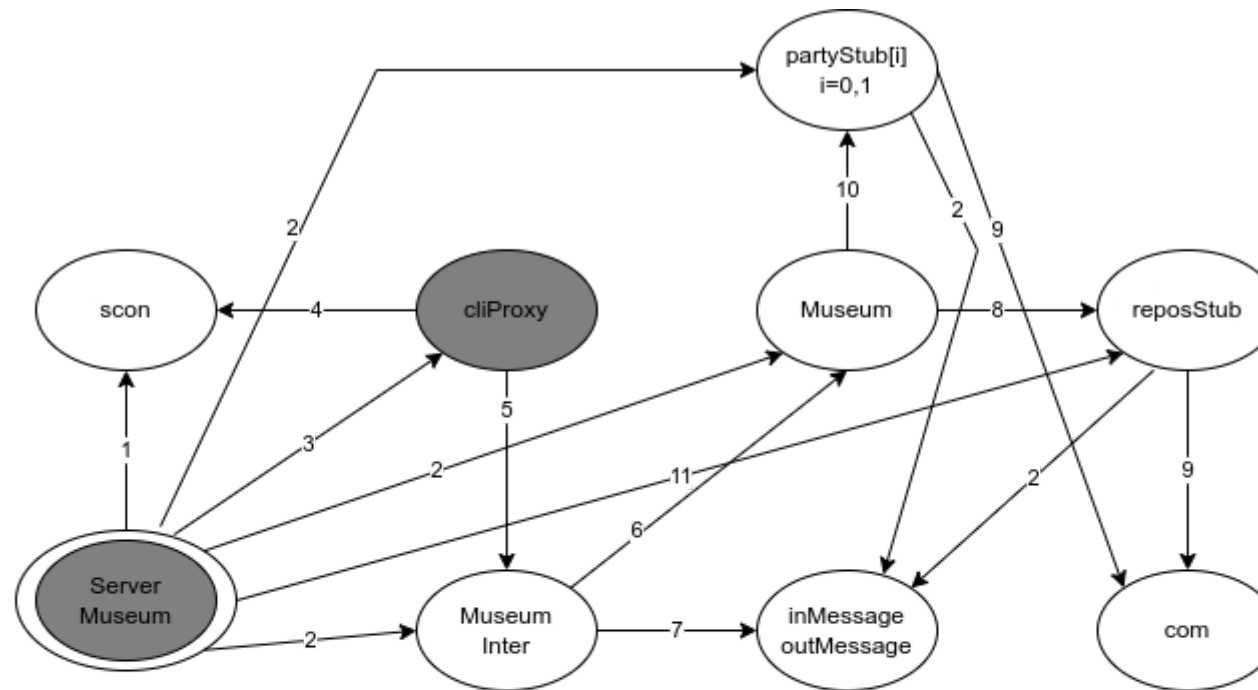 partyStub[i]
i=0,1
10
2
2
9
scon
4
cliProxy
Museum
8
reposStub
5
1
3
2
11
2
9
6
Server
Museum
2
Museum
Inter
7
inMessage
outMessage
com